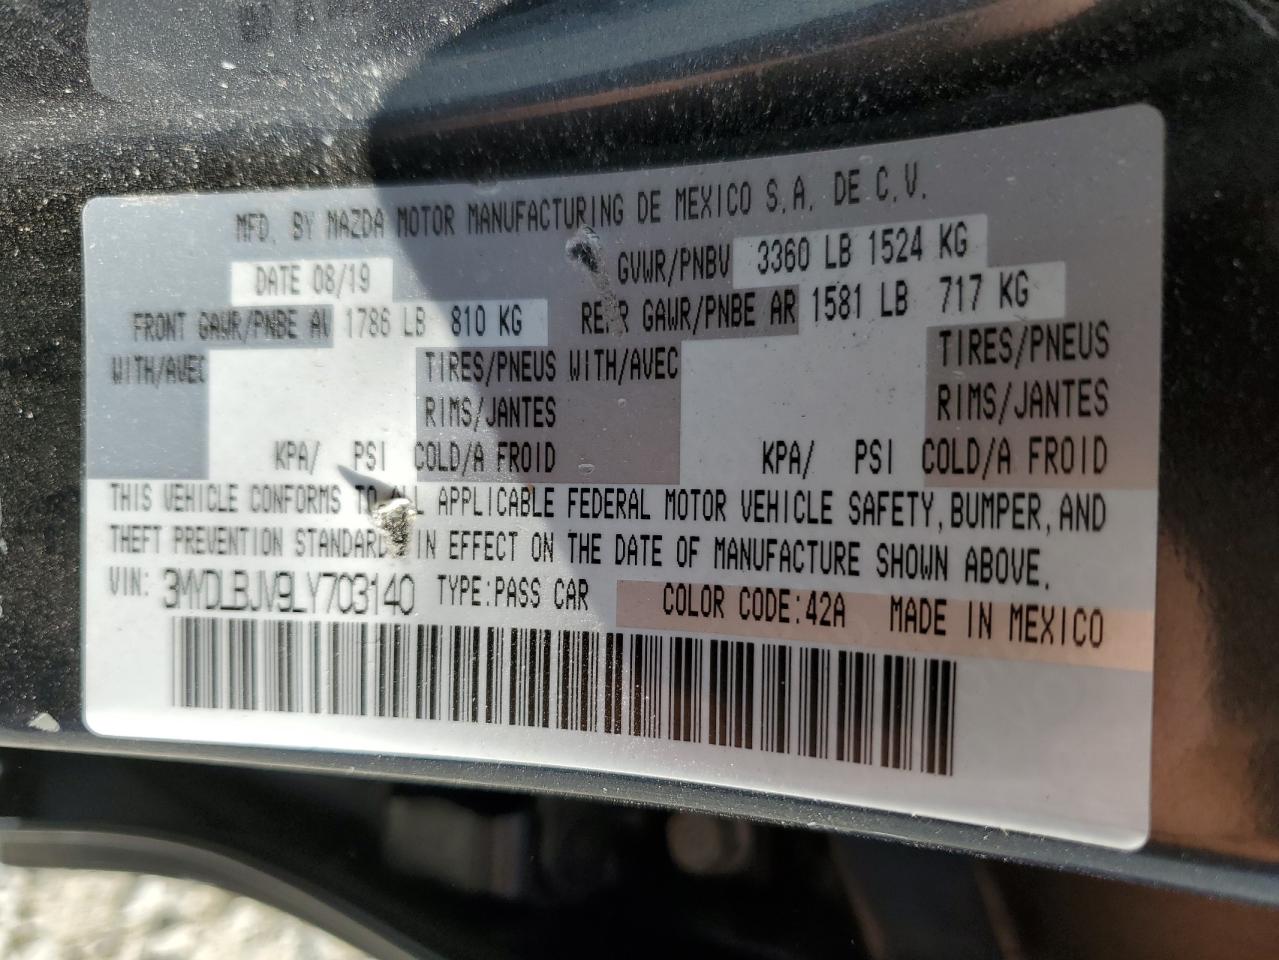 MFD. BY MAZDA MOTOR MANUFACTURING DE MEXICO S.A. DE C.V.
DATE 08/19 GVWR/PNBV 3360 LB 1524 KG
FRONT GAWR/PNBE AV 1786 LB 810 KG REAR GAWR/PNBE AR 1581 LB 717 KG
WITH/AVEC TIRES/PNEUS WITH/AVEC TIRES/PNEUS
RIMS/JANTES RIMS/JANTES
KPA/ PSI COLD/A FROID KPA/ PSI COLD/A FROID
THIS VEHICLE CONFORMS TO ALL APPLICABLE FEDERAL MOTOR VEHICLE SAFETY, BUMPER, AND
THEFT PREVENTION STANDARDS IN EFFECT ON THE DATE OF MANUFACTURE SHOWN ABOVE.
VIN: 3MYDLBJV9LY703140 TYPE:PASS CAR COLOR CODE:42A MADE IN MEXICO